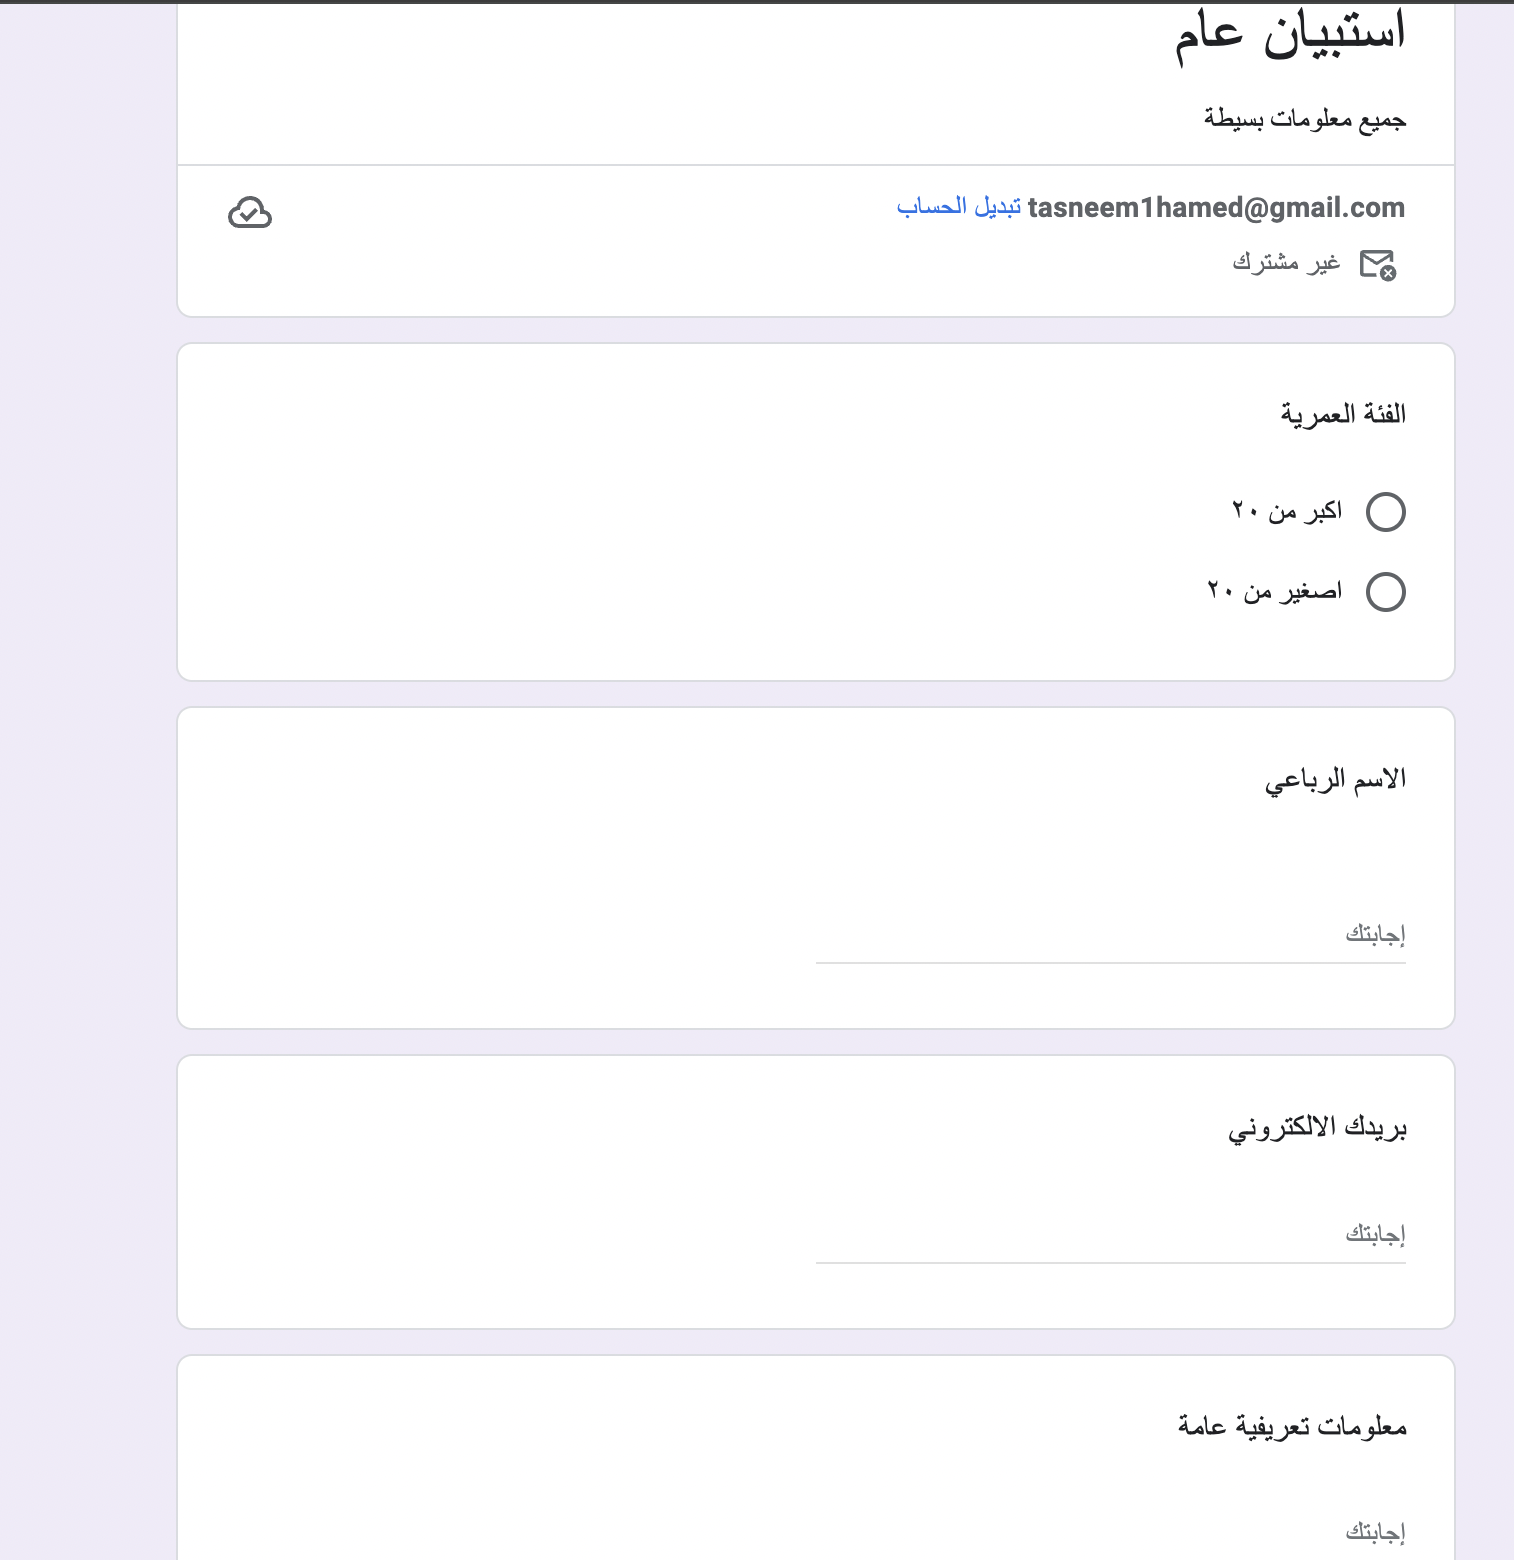 استبيان عام
جميع معلومات بسيطة
tasneem1hamed@gmail.com تبديل الحساب
غير مشترك
الفئة العمرية
اكبر من ٢٠
اصغير من ٢٠
الاسم الرباعي
إجابتك
بريدك الالكتروني
إجابتك
معلومات تعريفية عامة
إجابتك